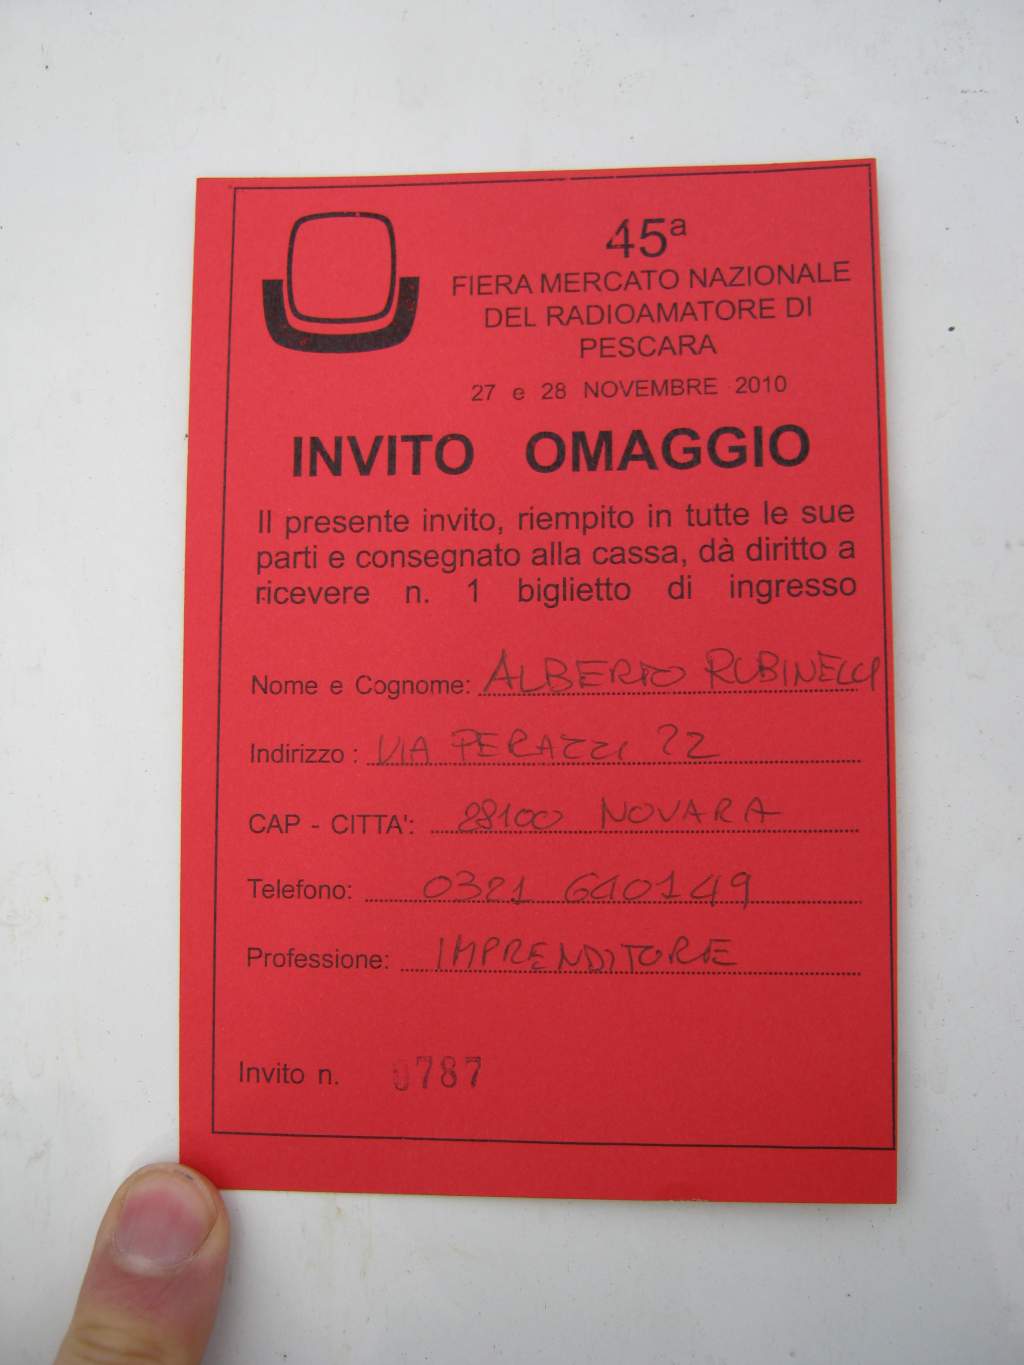 45ª
FIERA MERCATO NAZIONALE
DEL RADIOAMATORE DI
PESCARA
27 e 28 NOVEMBRE 2010
INVITO OMAGGIO
Il presente invito, riempito in tutte le sue
parti e consegnato alla cassa, dà diritto a
ricevere n. 1 biglietto di ingresso
Nome e Cognome: ALBERTO RUBINELLI
Indirizzo : VIA PERAZZI 22
CAP - CITTA': 28100 NOVARA
Telefono: 0321 640149
Professione: IMPRENDITORE
Invito n. 0787